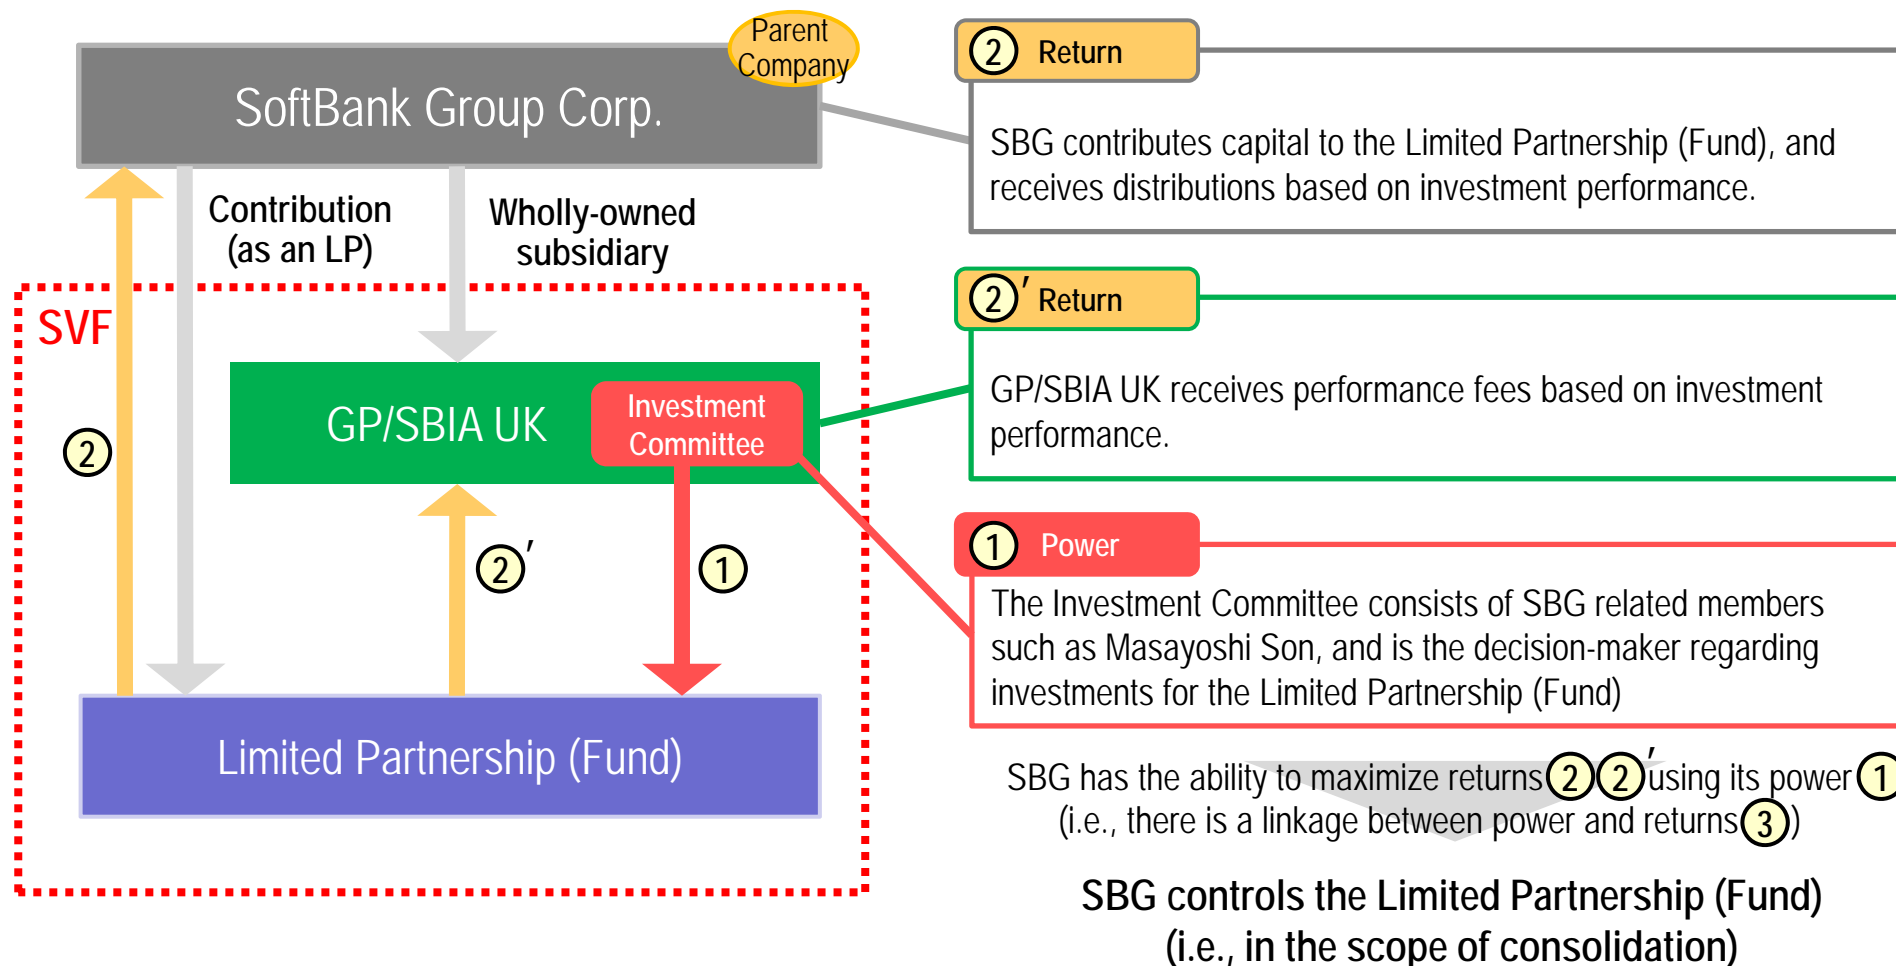 Parent
Company
SoftBank Group Corp.
Contribution
(as an LP)
Wholly-owned
subsidiary
SVF
GP/SBIA UK
Investment
Committee
2
2′
1
Limited Partnership (Fund)
2 Return
SBG contributes capital to the Limited Partnership (Fund), and
receives distributions based on investment performance.
2′ Return
GP/SBIA UK receives performance fees based on investment
performance.
1 Power
The Investment Committee consists of SBG related members
such as Masayoshi Son, and is the decision-maker regarding
investments for the Limited Partnership (Fund)
SBG has the ability to maximize returns 2 2′ using its power 1
(i.e., there is a linkage between power and returns 3)
SBG controls the Limited Partnership (Fund)
(i.e., in the scope of consolidation)